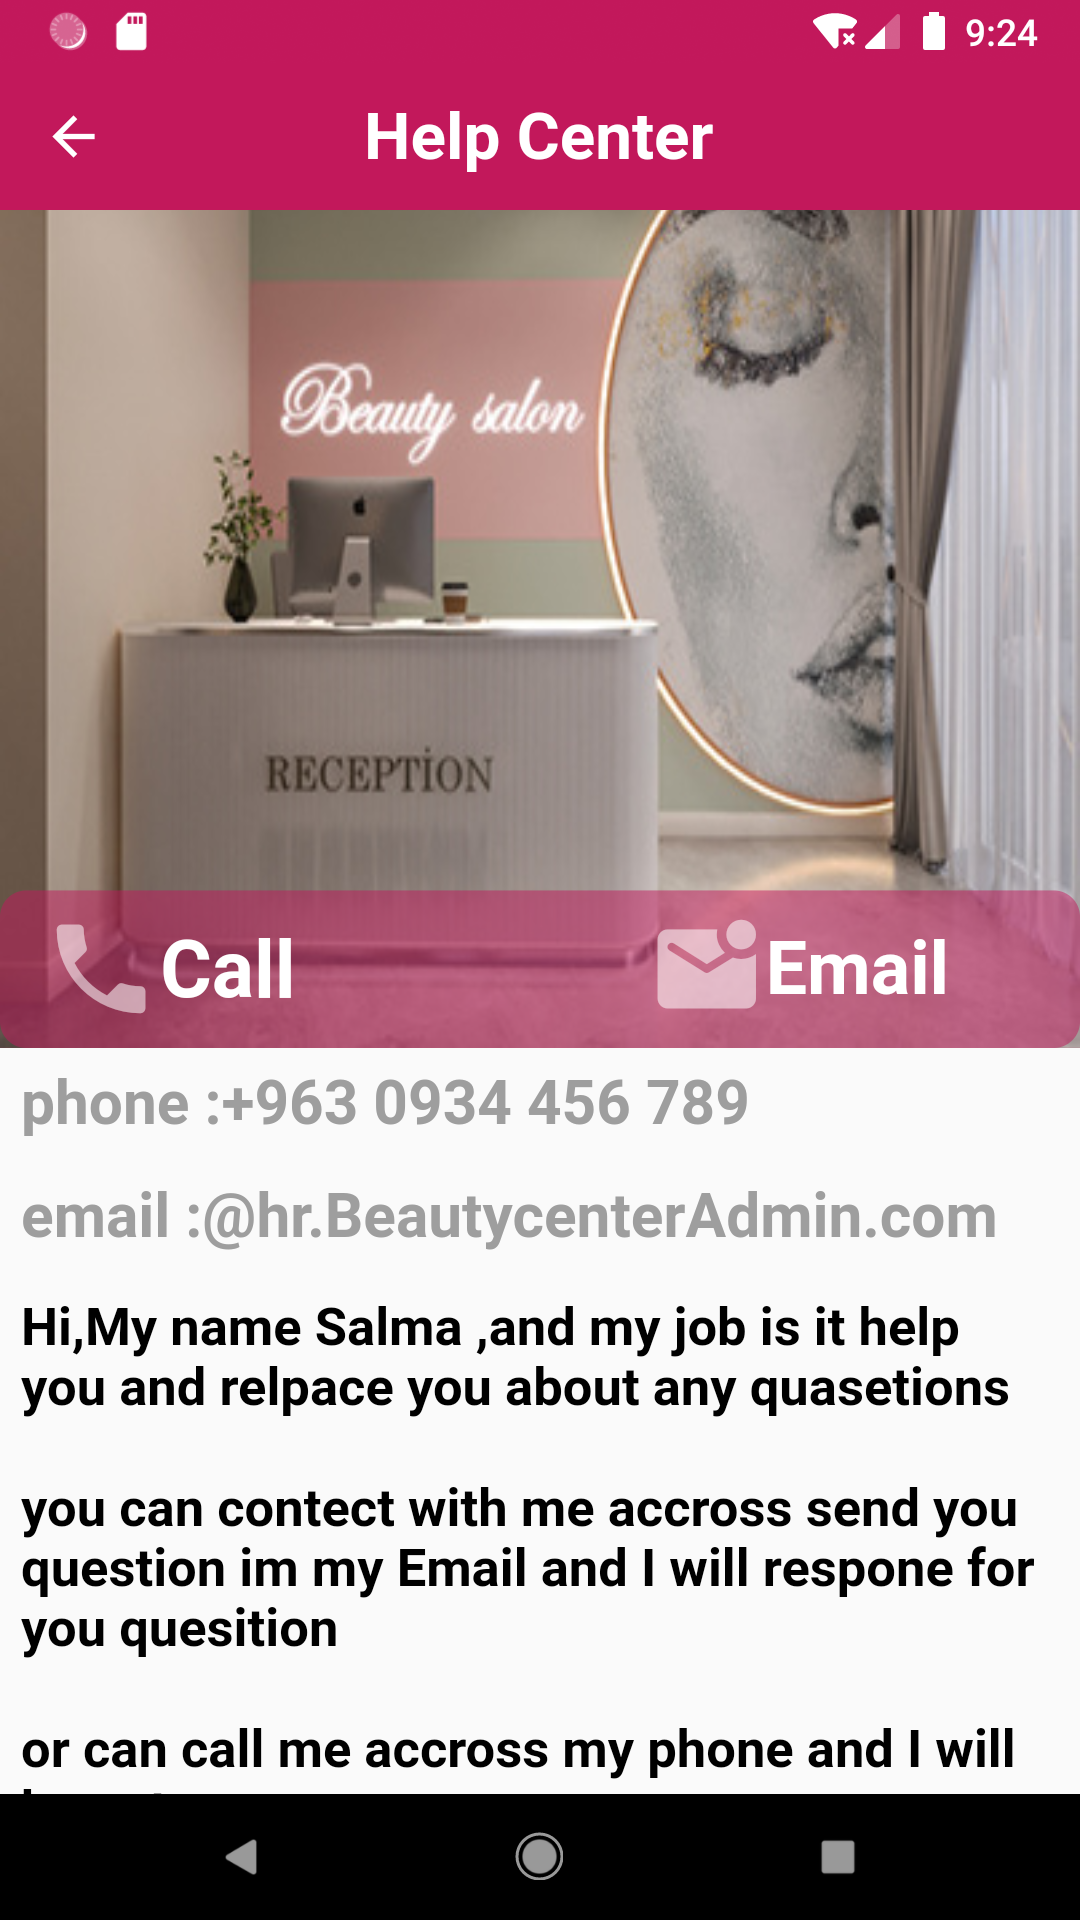 9:24
Help Center
Beauty salon
RECEPTİON
Call
Email
phone :+963 0934 456 789
email :@hr.BeautycenterAdmin.com
Hi,My name Salma ,and my job is it help
you and relpace you about any quasetions
you can contect with me accross send you
question im my Email and I will respone for
you quesition
or can call me accross my phone and I will